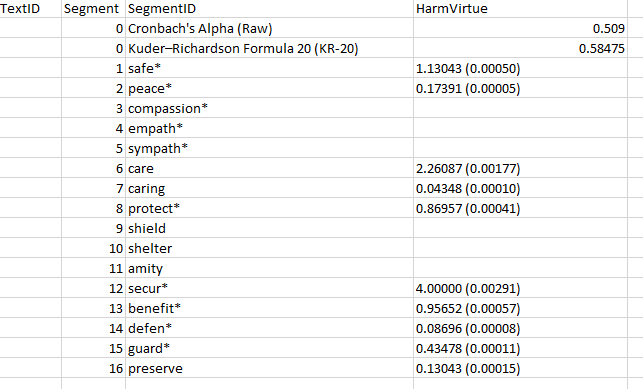 TextID Segment SegmentID HarmVirtue
0 Cronbach's Alpha (Raw) 0.509
0 Kuder–Richardson Formula 20 (KR-20) 0.58475
1 safe* 1.13043 (0.00050)
2 peace* 0.17391 (0.00005)
3 compassion*
4 empath*
5 sympath*
6 care 2.26087 (0.00177)
7 caring 0.04348 (0.00010)
8 protect* 0.86957 (0.00041)
9 shield
10 shelter
11 amity
12 secur* 4.00000 (0.00291)
13 benefit* 0.95652 (0.00057)
14 defen* 0.08696 (0.00008)
15 guard* 0.43478 (0.00011)
16 preserve 0.13043 (0.00015)